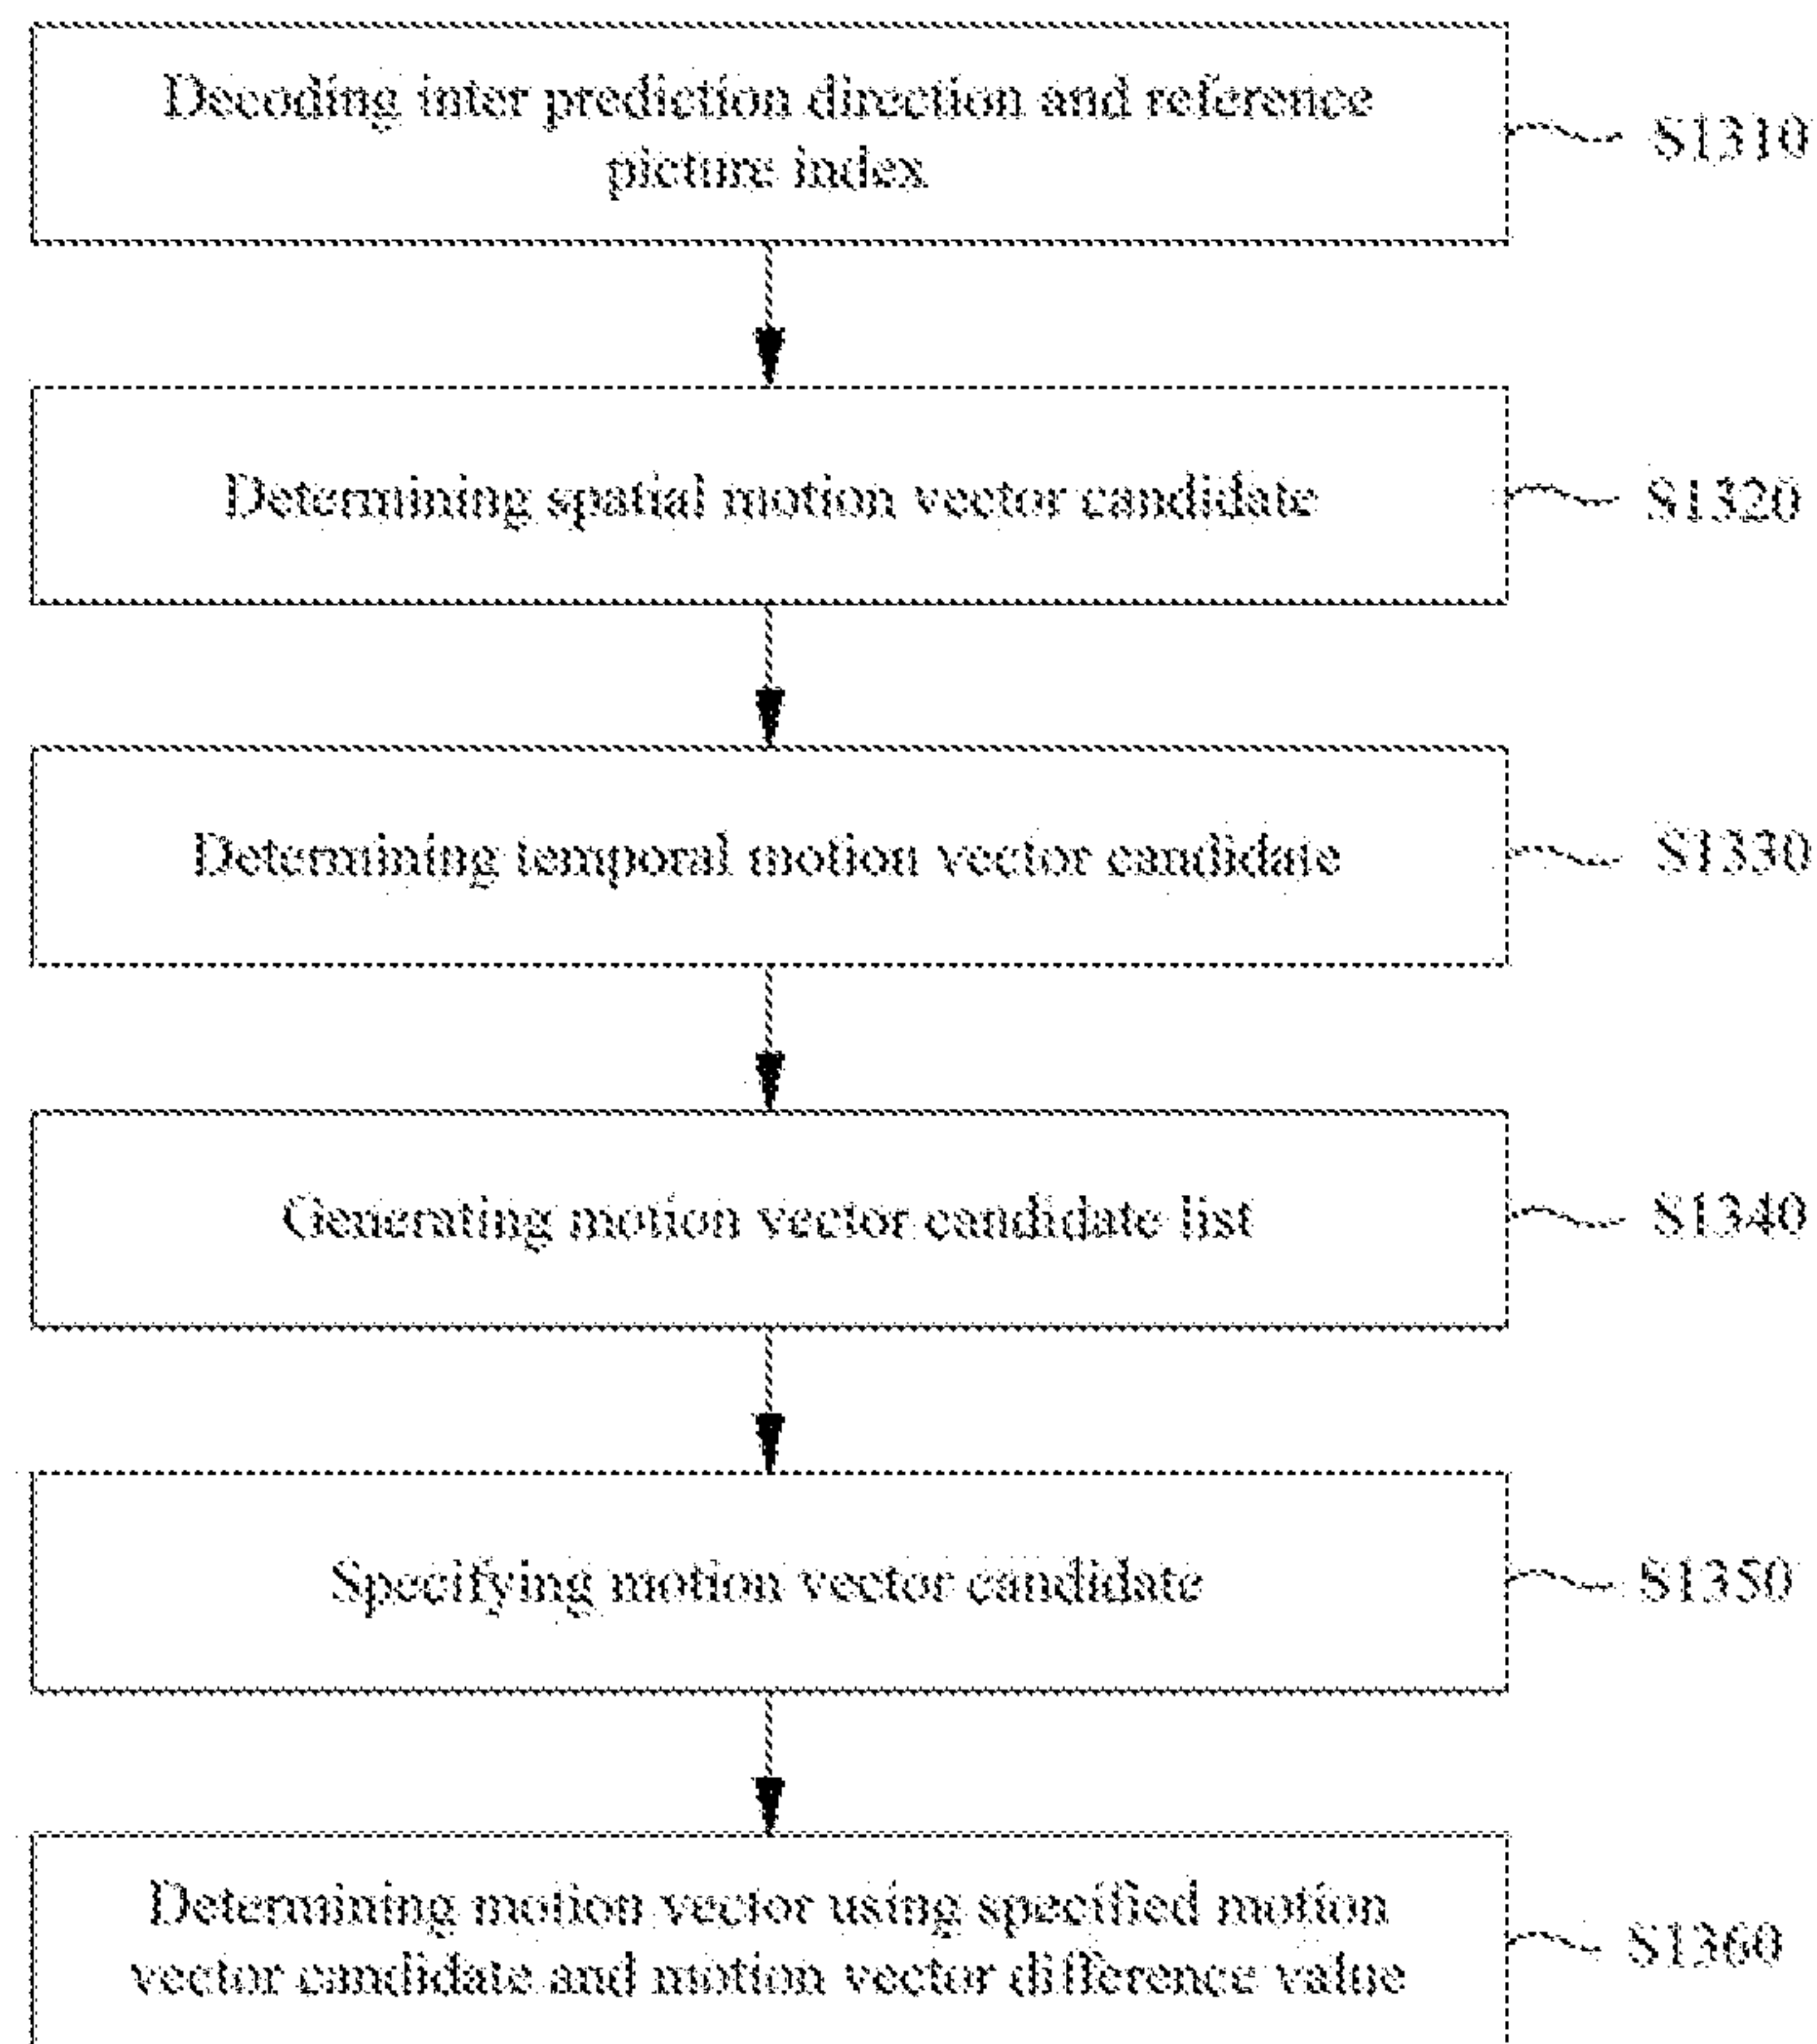 Decoding inter prediction direction and reference
picture index
S1310
Determining spatial motion vector candidate
S1320
Determining temporal motion vector candidate
S1330
Generating motion vector candidate list
S1340
Specifying motion vector candidate
S1350
Determining motion vector using specified motion
vector candidate and motion vector difference value
S1360